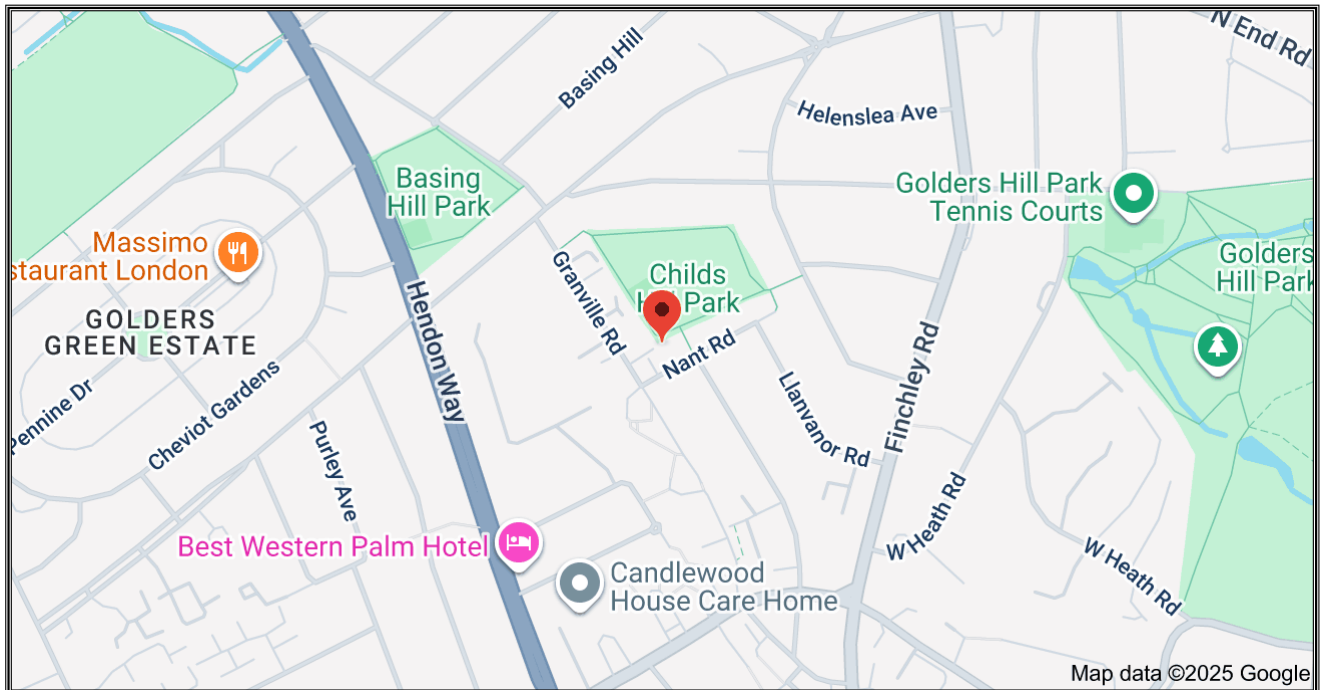 N End Rd
Basing Hill
Helenslea Ave
Basing
Hill Park
Golders Hill Park
Tennis Courts
Massimo
staurant London
Granville Rd
Childs
Hill Park
Golders
Hill Park
GOLDERS
GREEN ESTATE
Hendon Way
Nant Rd
Finchley Rd
Pennine Dr
Cheviot Gardens
Purley Ave
Llanvanor Rd
W Heath Rd
W Heath Rd
Best Western Palm Hotel
Candlewood
House Care Home
Map data ©2025 Google